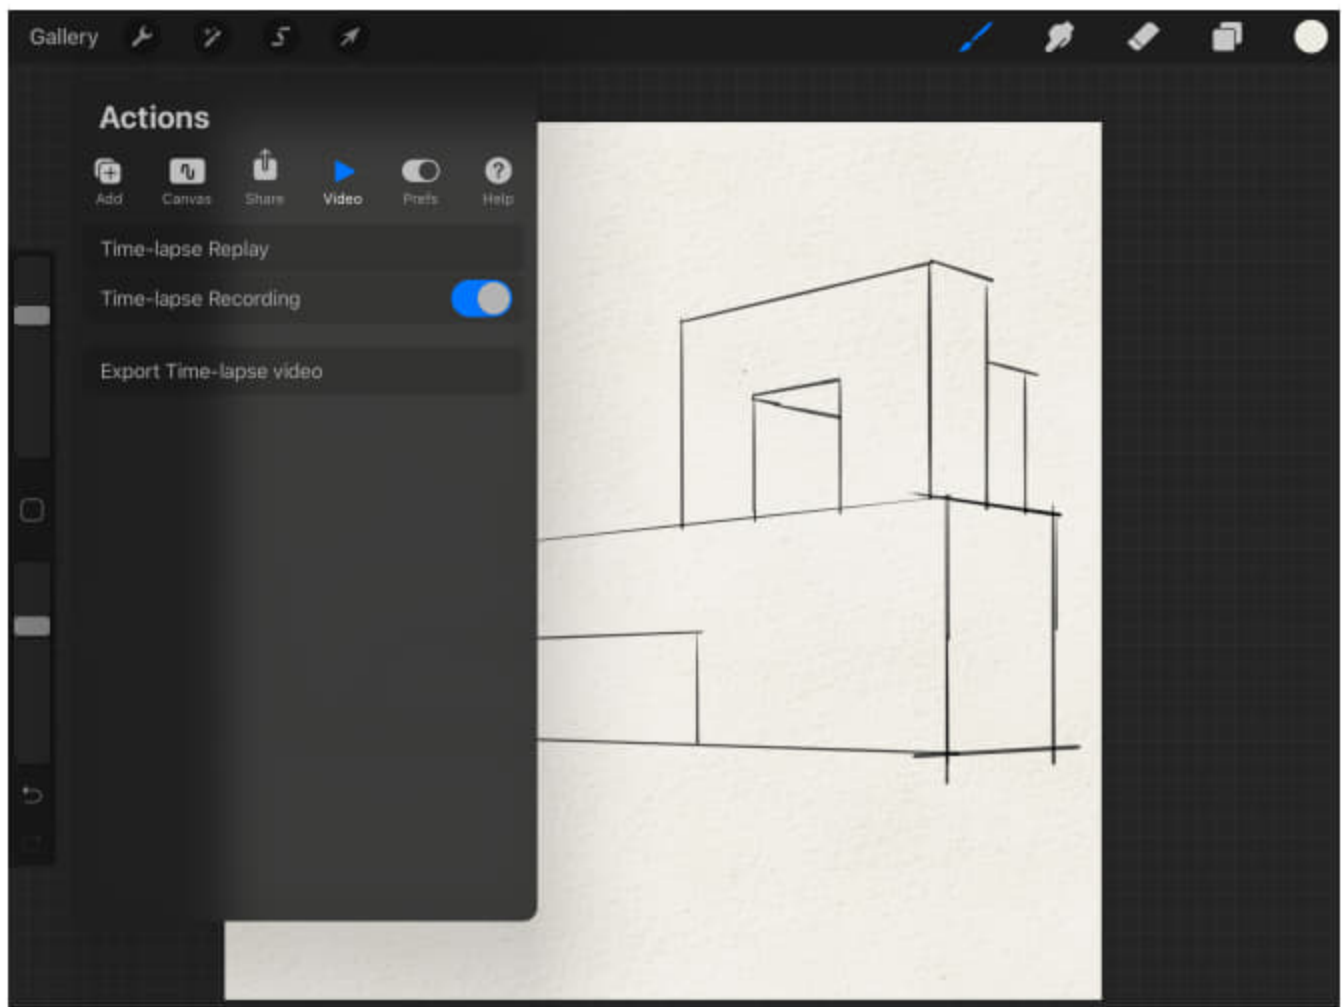 Gallery
Actions
Add Canvas Share Video Prefs Help
Time-lapse Replay
Time-lapse Recording
Export Time-lapse video